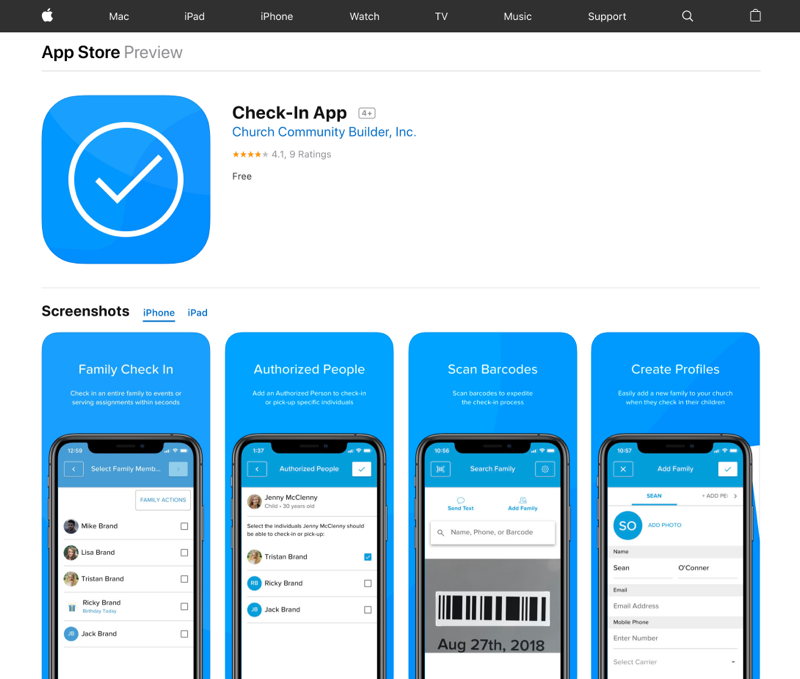 Mac iPad iPhone Watch TV Music Support
App Store Preview
Check-In App 4+
Church Community Builder, Inc.
4.1, 9 Ratings
Free
Screenshots iPhone iPad
Family Check In
Check in an entire family to events or
serving assignments within seconds
12:59
Select Family Memb...
FAMILY ACTIONS
Mike Brand
Lisa Brand
Tristan Brand
Ricky Brand
Birthday Today
JB Jack Brand
Authorized People
Add an Authorized Person to check-in
or pick-up specific individuals
1:37
Authorized People
Jenny McClenny
Child • 30 years old
Select the individuals Jenny McClenny should
be able to check-in or pick-up:
Tristan Brand
RB Ricky Brand
JB Jack Brand
Scan Barcodes
Scan barcodes to expedite
the check-in process
10:56
Search Family
Send Text Add Family
Name, Phone, or Barcode
Aug 27th, 2018
Create Profiles
Easily add a new family to your church
when they check in their children
10:57
Add Family
SEAN + ADD PE
SO ADD PHOTO
Name
Sean O'Conner
Email
Email Address
Mobile Phone
Enter Number
Select Carrier